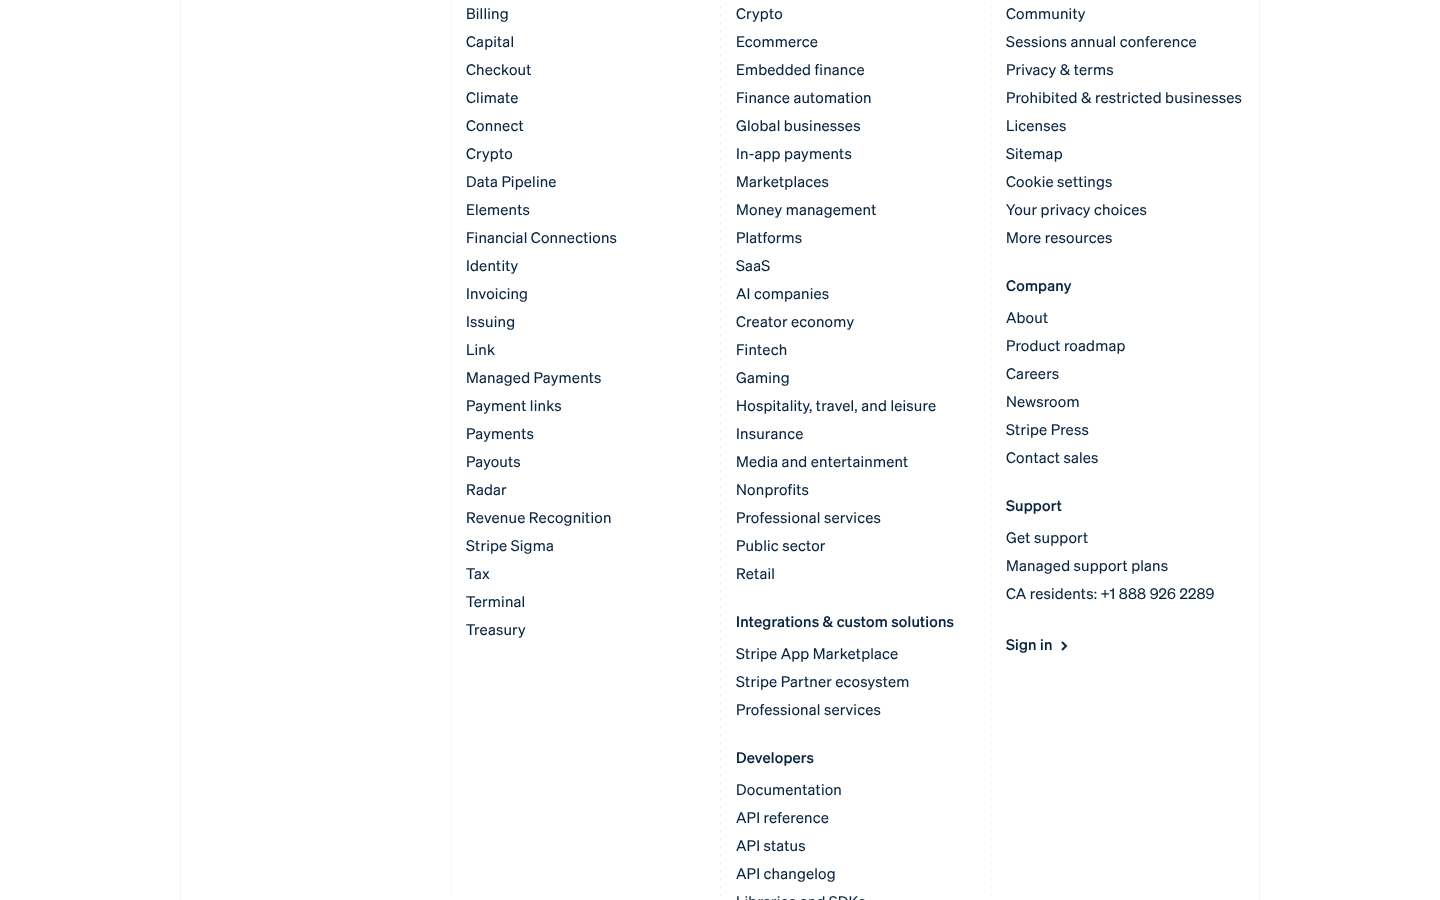 Billing
Capital
Checkout
Climate
Connect
Crypto
Data Pipeline
Elements
Financial Connections
Identity
Invoicing
Issuing
Link
Managed Payments
Payment links
Payments
Payouts
Radar
Revenue Recognition
Stripe Sigma
Tax
Terminal
Treasury
Crypto
Ecommerce
Embedded finance
Finance automation
Global businesses
In-app payments
Marketplaces
Money management
Platforms
SaaS
AI companies
Creator economy
Fintech
Gaming
Hospitality, travel, and leisure
Insurance
Media and entertainment
Nonprofits
Professional services
Public sector
Retail
Integrations & custom solutions
Stripe App Marketplace
Stripe Partner ecosystem
Professional services
Developers
Documentation
API reference
API status
API changelog
Libraries and SDKs
Community
Sessions annual conference
Privacy & terms
Prohibited & restricted businesses
Licenses
Sitemap
Cookie settings
Your privacy choices
More resources
Company
About
Product roadmap
Careers
Newsroom
Stripe Press
Contact sales
Support
Get support
Managed support plans
CA residents: +1 888 926 2289
Sign in